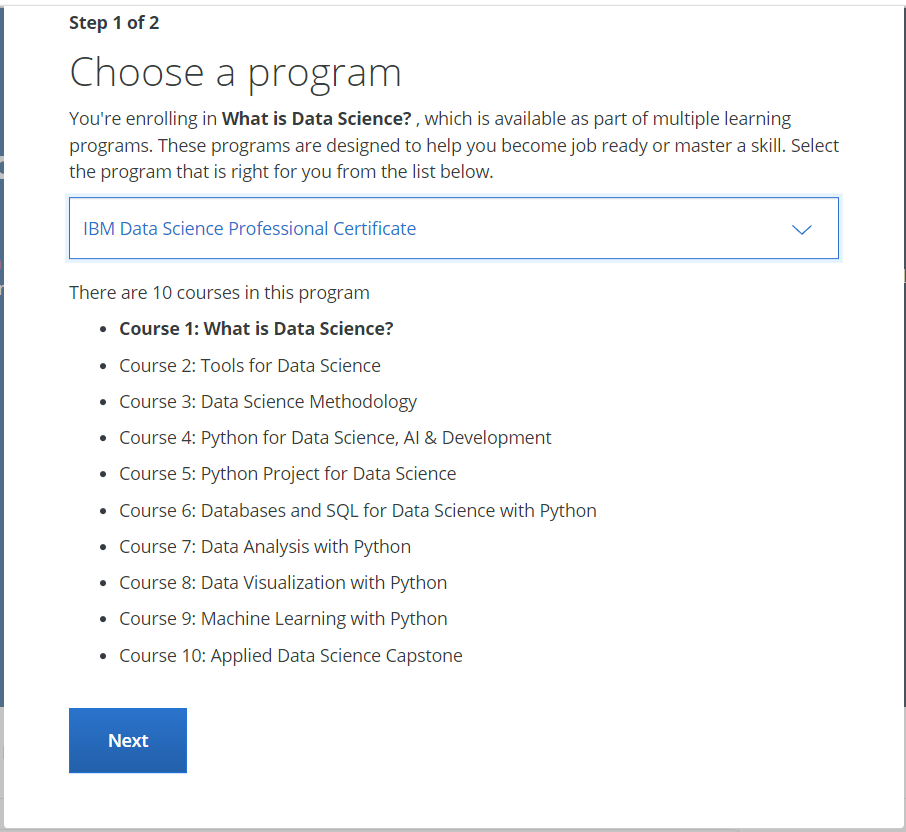 Step 1 of 2
Choose a program
You're enrolling in What is Data Science? , which is available as part of multiple learning
programs. These programs are designed to help you become job ready or master a skill. Select
the program that is right for you from the list below.
IBM Data Science Professional Certificate
There are 10 courses in this program
• Course 1: What is Data Science?
• Course 2: Tools for Data Science
• Course 3: Data Science Methodology
• Course 4: Python for Data Science, AI & Development
• Course 5: Python Project for Data Science
• Course 6: Databases and SQL for Data Science with Python
• Course 7: Data Analysis with Python
• Course 8: Data Visualization with Python
• Course 9: Machine Learning with Python
• Course 10: Applied Data Science Capstone
Next